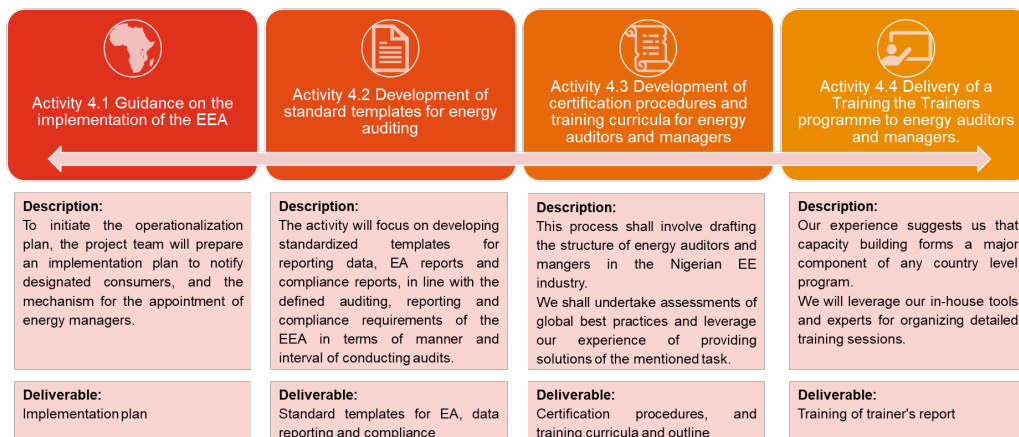 Activity 4.1 Guidance on the
implementation of the EEA
Activity 4.2 Development of
standard templates for energy
auditing
Activity 4.3 Development of
certification procedures and
training curricula for energy
auditors and managers
Activity 4.4 Delivery of a
Training the Trainers
programme to energy auditors
and managers.
Description:
To initiate the operationalization
plan, the project team will prepare
an implementation plan to notify
designated consumers, and the
mechanism for the appointment of
energy managers.
Description:
The activity will focus on developing
standardized templates for
reporting data, EA reports and
compliance reports, in line with the
defined auditing, reporting and
compliance requirements of the
EEA in terms of manner and
interval of conducting audits.
Description:
This process shall involve drafting
the structure of energy auditors and
mangers in the Nigerian EE
industry.
We shall undertake assessments of
global best practices and leverage
our experience of providing
solutions of the mentioned task.
Description:
Our experience suggests us that
capacity building forms a major
component of any country level
program.
We will leverage our in-house tools
and experts for organizing detailed
training sessions.
Deliverable:
Implementation plan
Deliverable:
Standard templates for EA, data
reporting and compliance
Deliverable:
Certification procedures, and
training curricula and outline
Deliverable:
Training of trainer's report